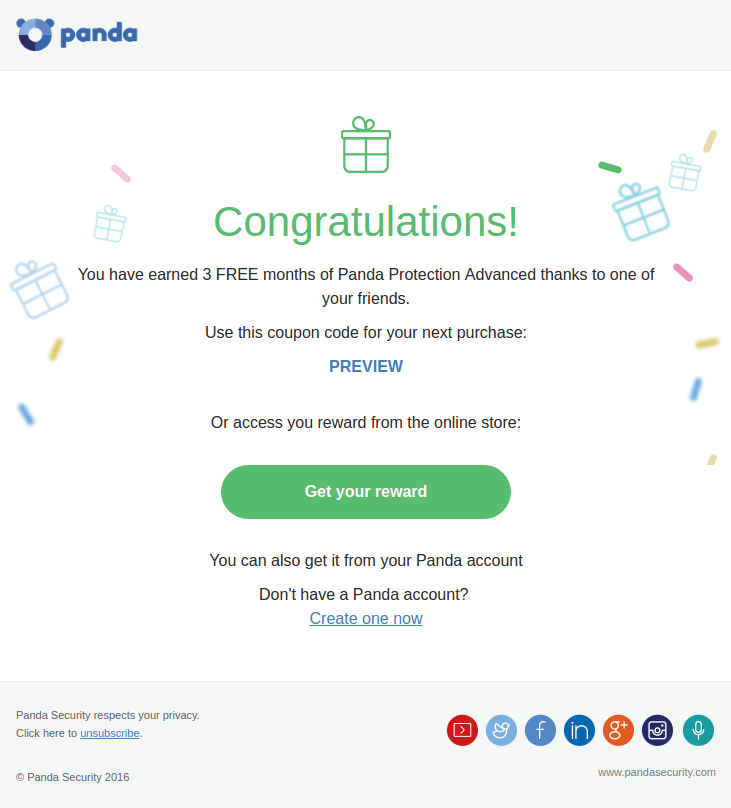 panda
Congratulations!
You have earned 3 FREE months of Panda Protection Advanced thanks to one of
your friends.
Use this coupon code for your next purchase:
PREVIEW
Or access you reward from the online store:
Get your reward
You can also get it from your Panda account
Don't have a Panda account?
Create one now
Panda Security respects your privacy.
Click here to unsubscribe.
© Panda Security 2016
www.pandasecurity.com